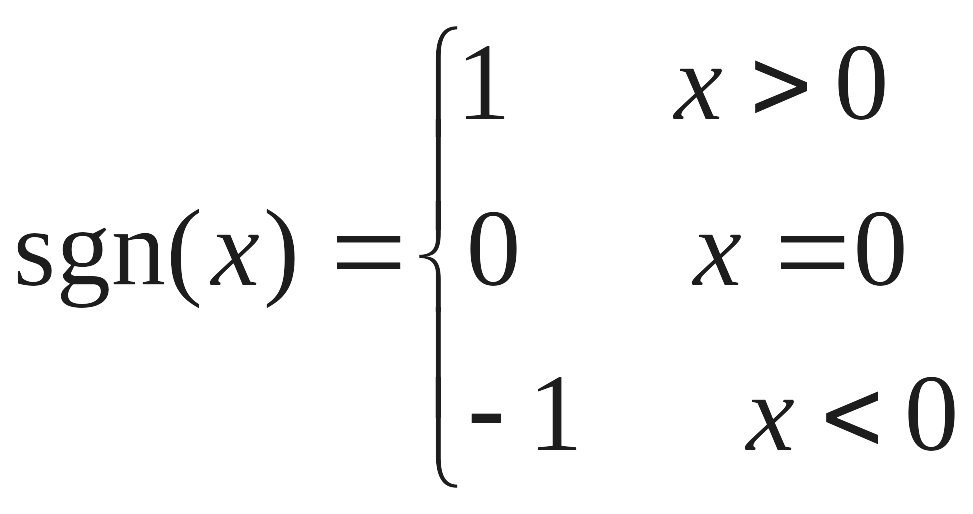 1 x > 0
sgn(x) = { 0 x = 0
- 1 x < 0